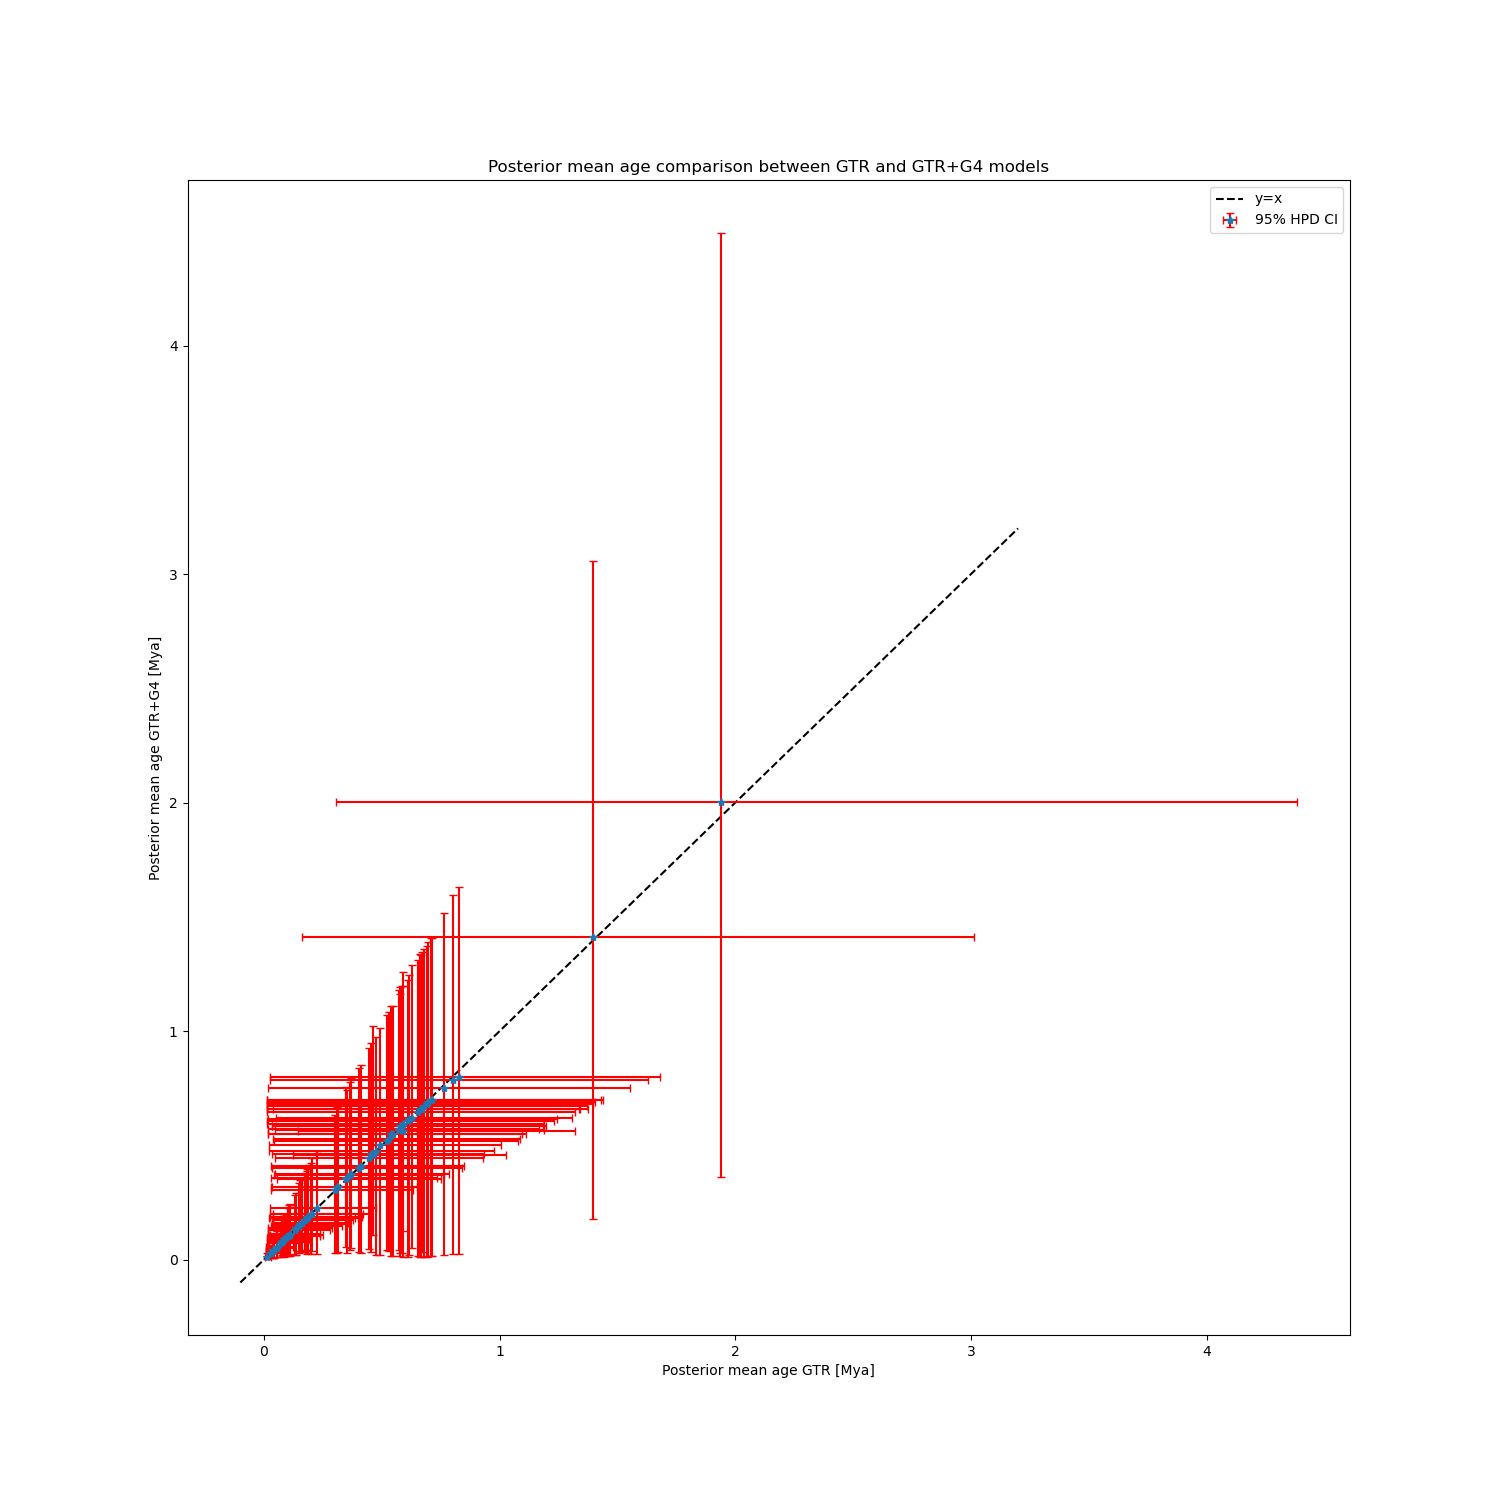 Posterior mean age comparison between GTR and GTR+G4 models
y=x
95% HPD CI
4
3
2
1
0
Posterior mean age GTR+G4 [Mya]
0
1
2
3
4
Posterior mean age GTR [Mya]